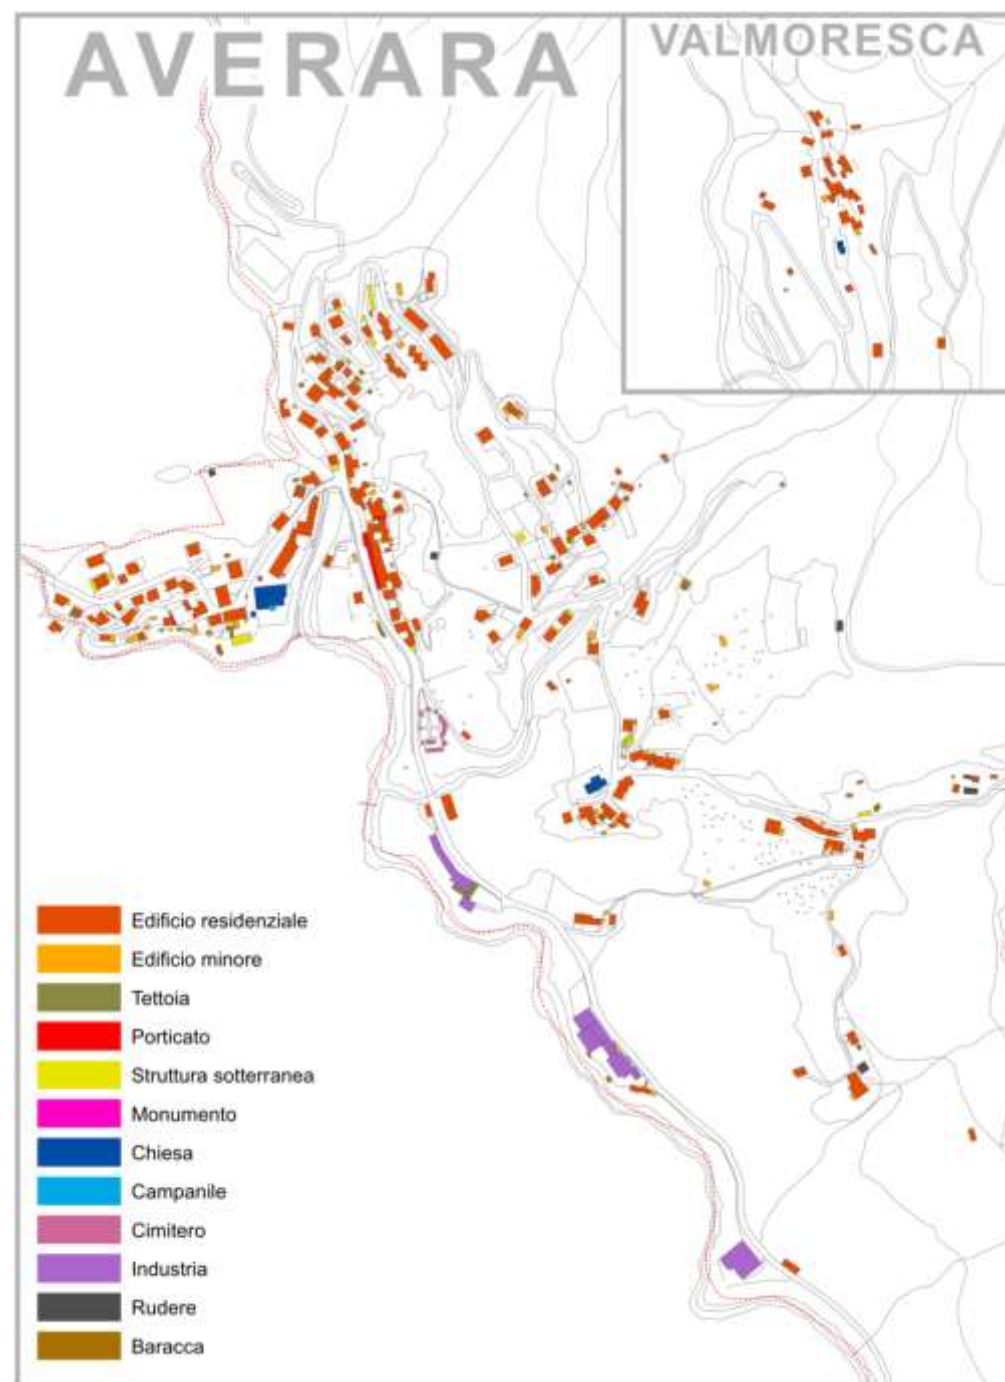 AVERARA
VALMORESCA
Edificio residenziale
Edificio minore
Tettoia
Porticato
Struttura sotterranea
Monumento
Chiesa
Campanile
Cimitero
Industria
Rudere
Baracca